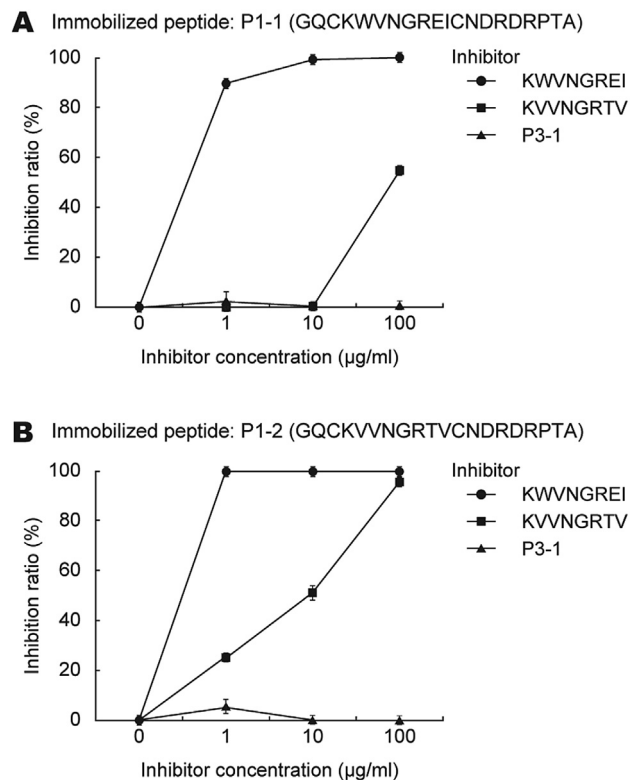 A Immobilized peptide: P1-1 (GQCKWVNGREICNDRDRPTA)
Inhibitor
KWVNGREI
KVVNGRTV
P3-1
Inhibition ratio (%)
100
80
60
40
20
0
0 1 10 100
Inhibitor concentration (µg/ml)
B Immobilized peptide: P1-2 (GQCKVVNGRTVCNDRDRPTA)
Inhibitor
KWVNGREI
KVVNGRTV
P3-1
Inhibition ratio (%)
100
80
60
40
20
0
0 1 10 100
Inhibitor concentration (µg/ml)